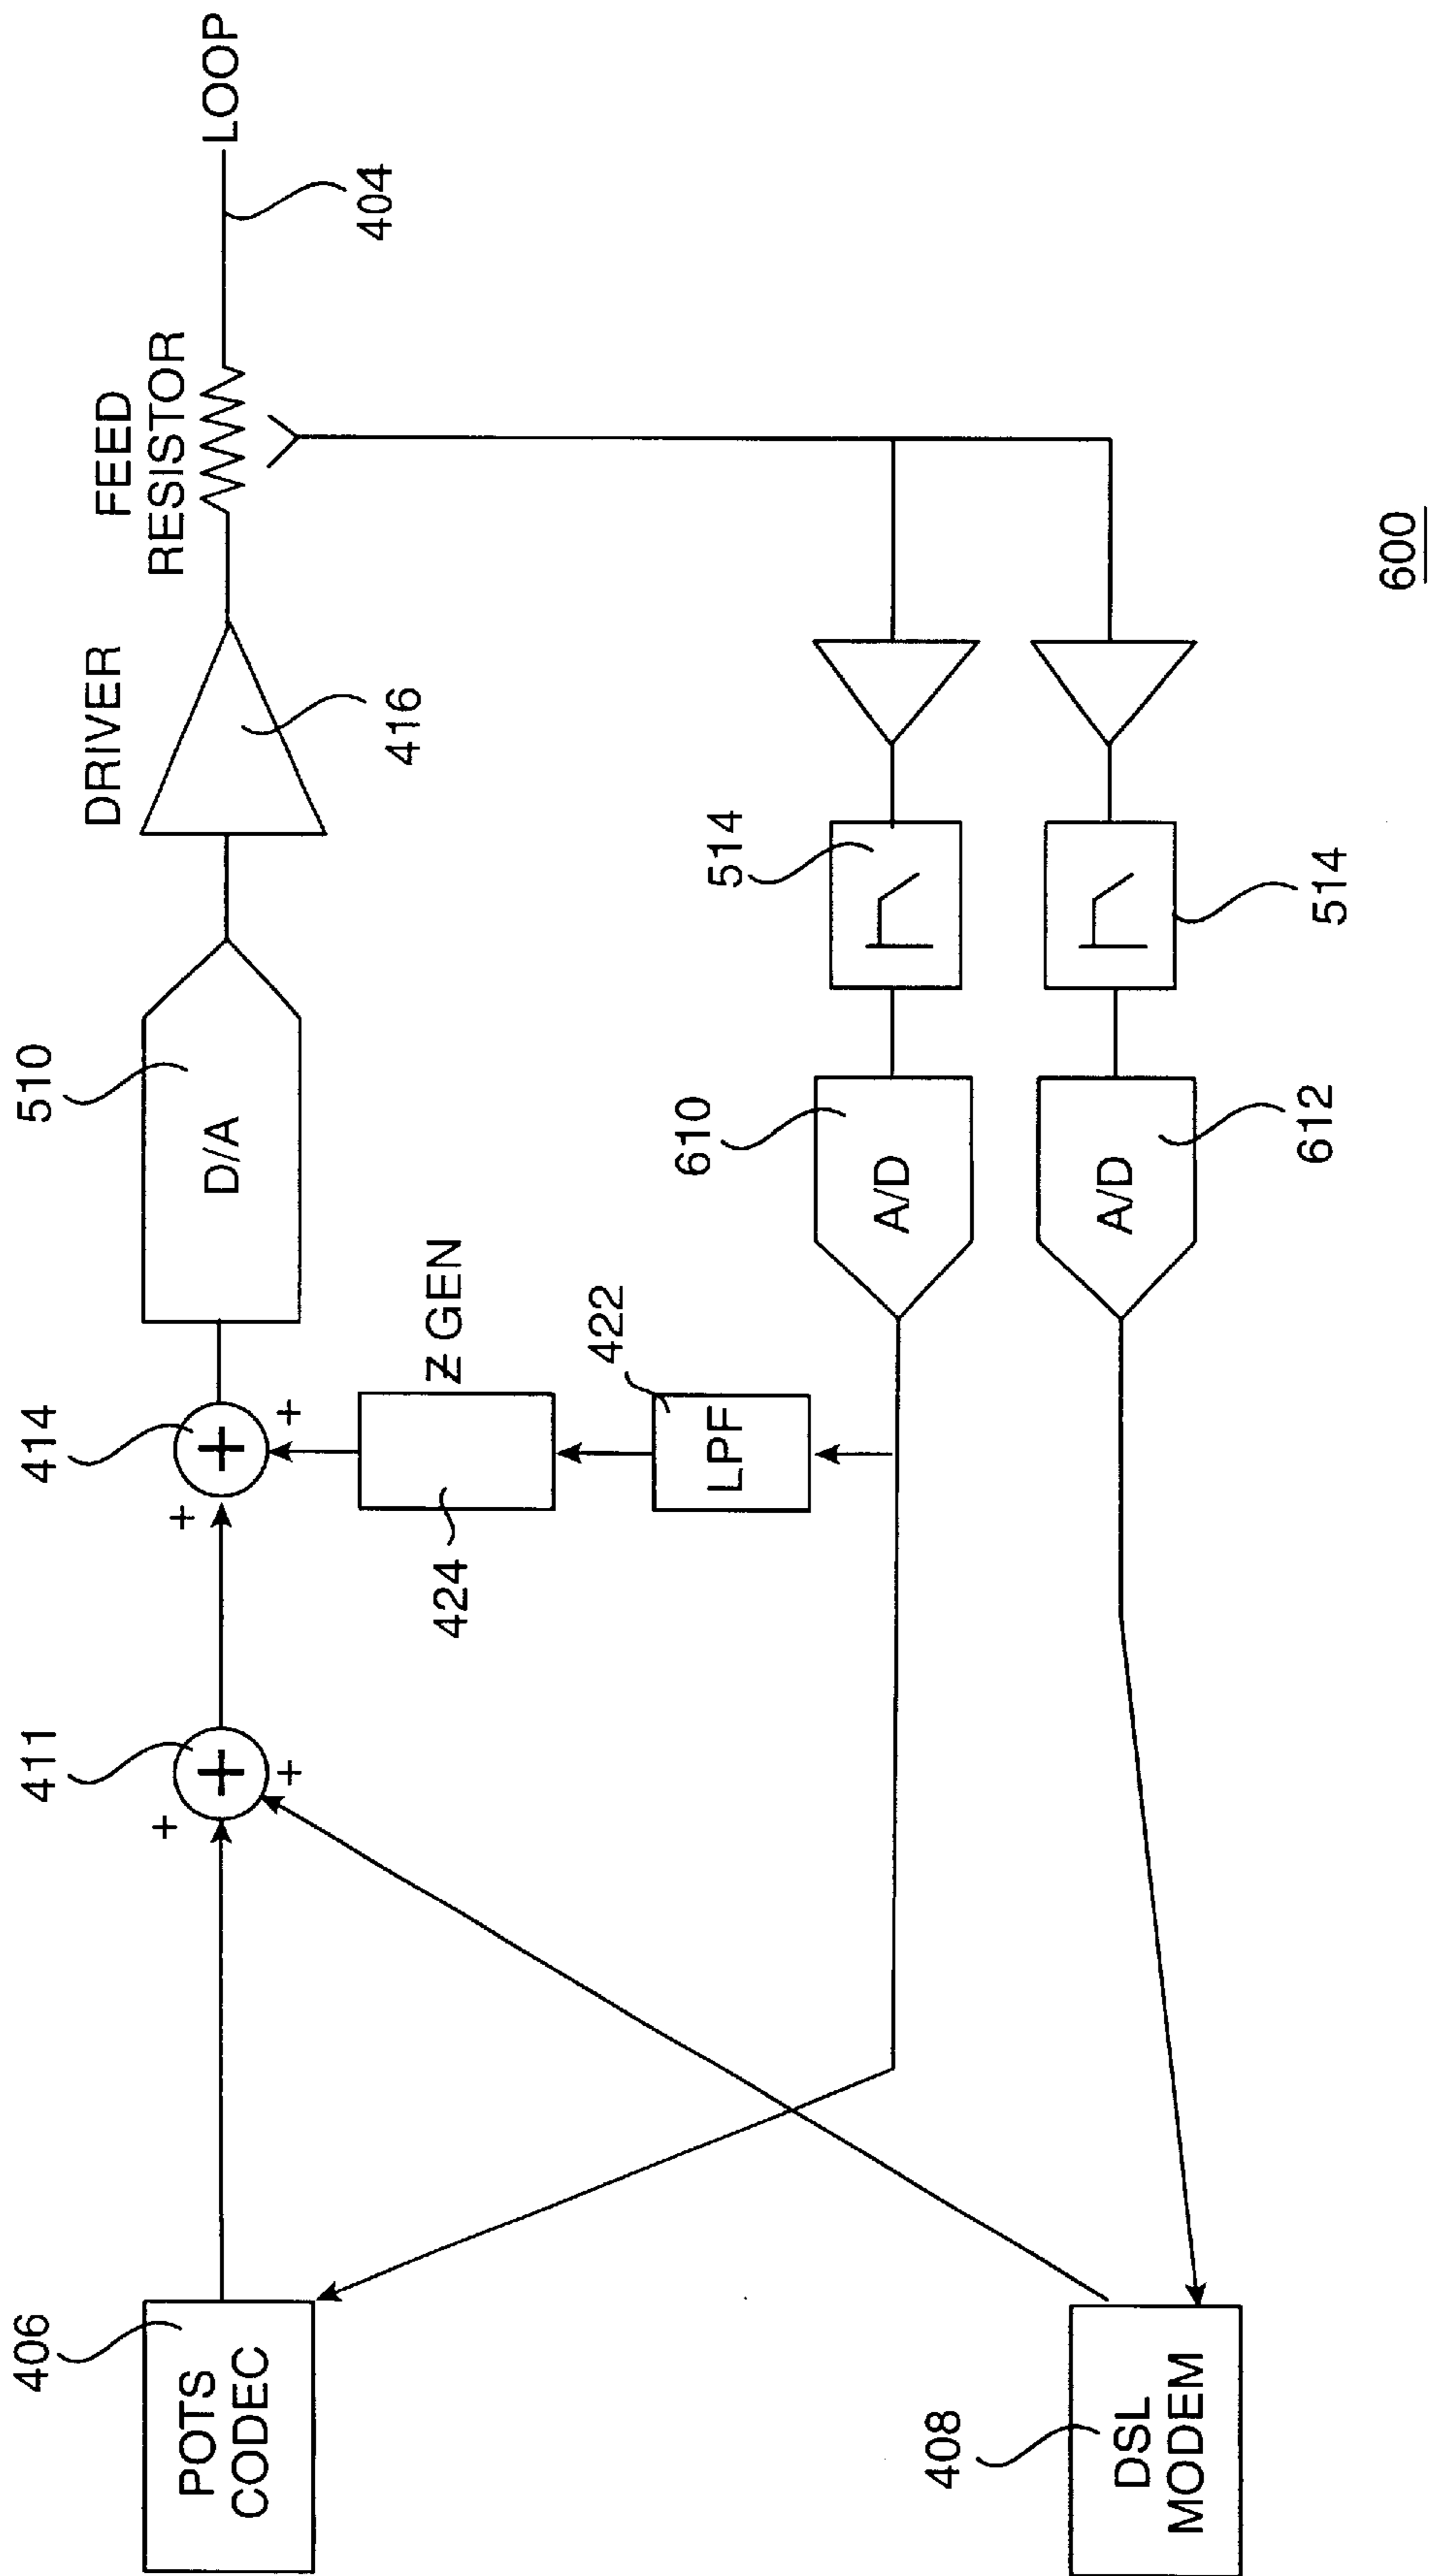 406
POTS
CODEC
411
+
+
+
414
+
+
+
510
D/A
DRIVER
416
FEED
RESISTOR
LOOP
404
Z GEN
424
422
LPF
610
A/D
514
408
DSL
MODEM
612
A/D
514
600